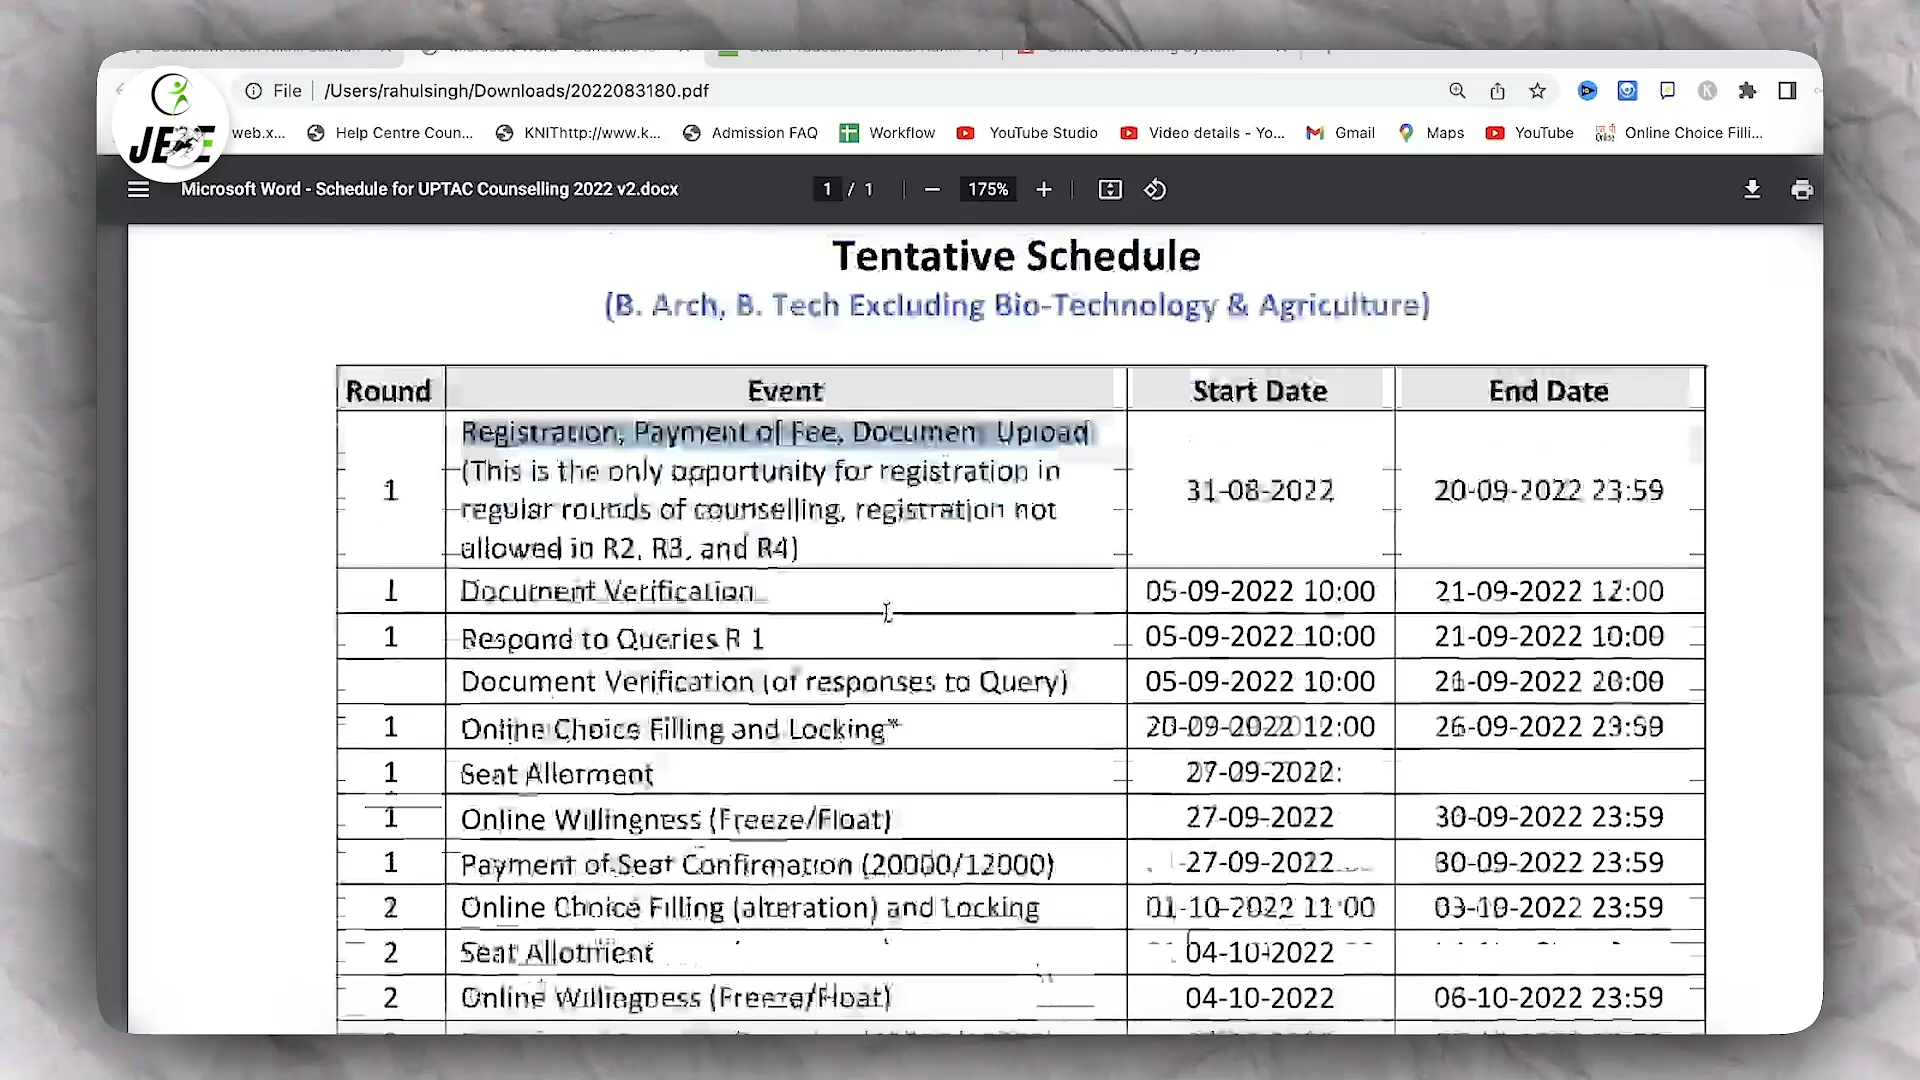 File /Users/rahulsingh/Downloads/2022083180.pdf
JEE
web.x... Help Centre Coun... KNIThttp://www.k... Admission FAQ Workflow YouTube Studio Video details - Yo... Gmail Maps YouTube Online Choice Filli...
Microsoft Word - Schedule for UPTAC Counselling 2022 v2.docx 1 / 1 175%
Tentative Schedule
(B. Arch, B. Tech Excluding Bio-Technology & Agriculture)
Round Event Start Date End Date
Registration, Payment of Fee, Document Upload
(This is the only opportunity for registration in
1 31-08-2022 20-09-2022 23:59
regular rounds of counselling, registration not
allowed in R2, R3, and R4)
1 Document Verification 05-09-2022 10:00 21-09-2022 12:00
1 Respond to Queries R 1 05-09-2022 10:00 21-09-2022 10:00
Document Verification (of responses to Query) 05-09-2022 10:00 21-09-2022 20:00
1 Online Choice Filling and Locking* 20-09-2022 12:00 26-09-2022 23:59
1 Seat Allotment 27-09-2022
1 Online Willingness (Freeze/Float) 27-09-2022 30-09-2022 23:59
1 Payment of Seat Confirmation (20000/12000) 27-09-2022 30-09-2022 23:59
2 Online Choice Filling (alteration) and Locking 01-10-2022 11:00 03-10-2022 23:59
2 Seat Allotment 04-10-2022
2 Online Willingness (Freeze/Float) 04-10-2022 06-10-2022 23:59